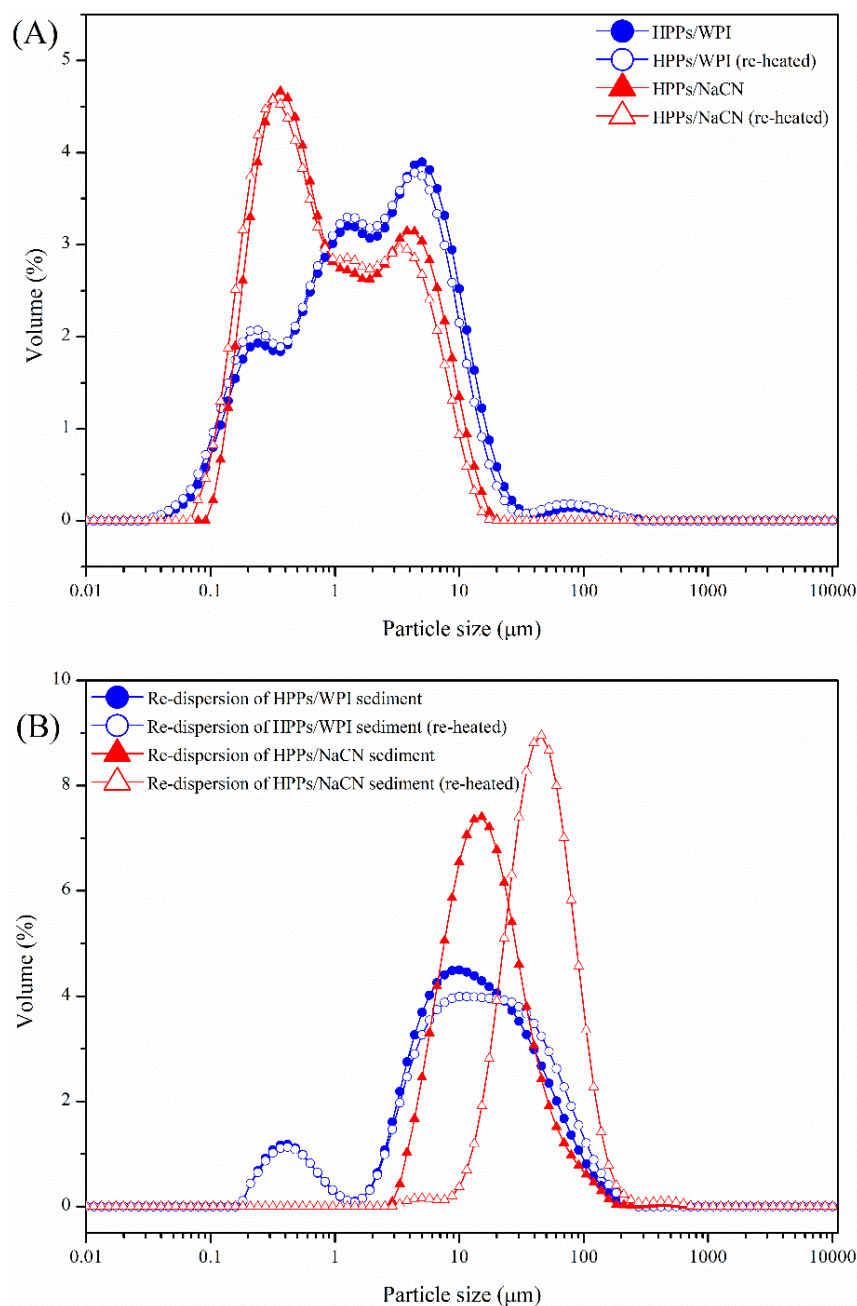 (A)
HPPs/WPI
HPPs/WPI (re-heated)
HPPs/NaCN
HPPs/NaCN (re-heated)
5
4
3
2
1
0
Volume (%)
0.01 0.1 1 10 100 1000 10000
Particle size (μm)
(B)
Re-dispersion of HPPs/WPI sediment
Re-dispersion of HPPs/WPI sediment (re-heated)
Re-dispersion of HPPs/NaCN sediment
Re-dispersion of HPPs/NaCN sediment (re-heated)
10
8
6
4
2
0
Volume (%)
0.01 0.1 1 10 100 1000 10000
Particle size (μm)